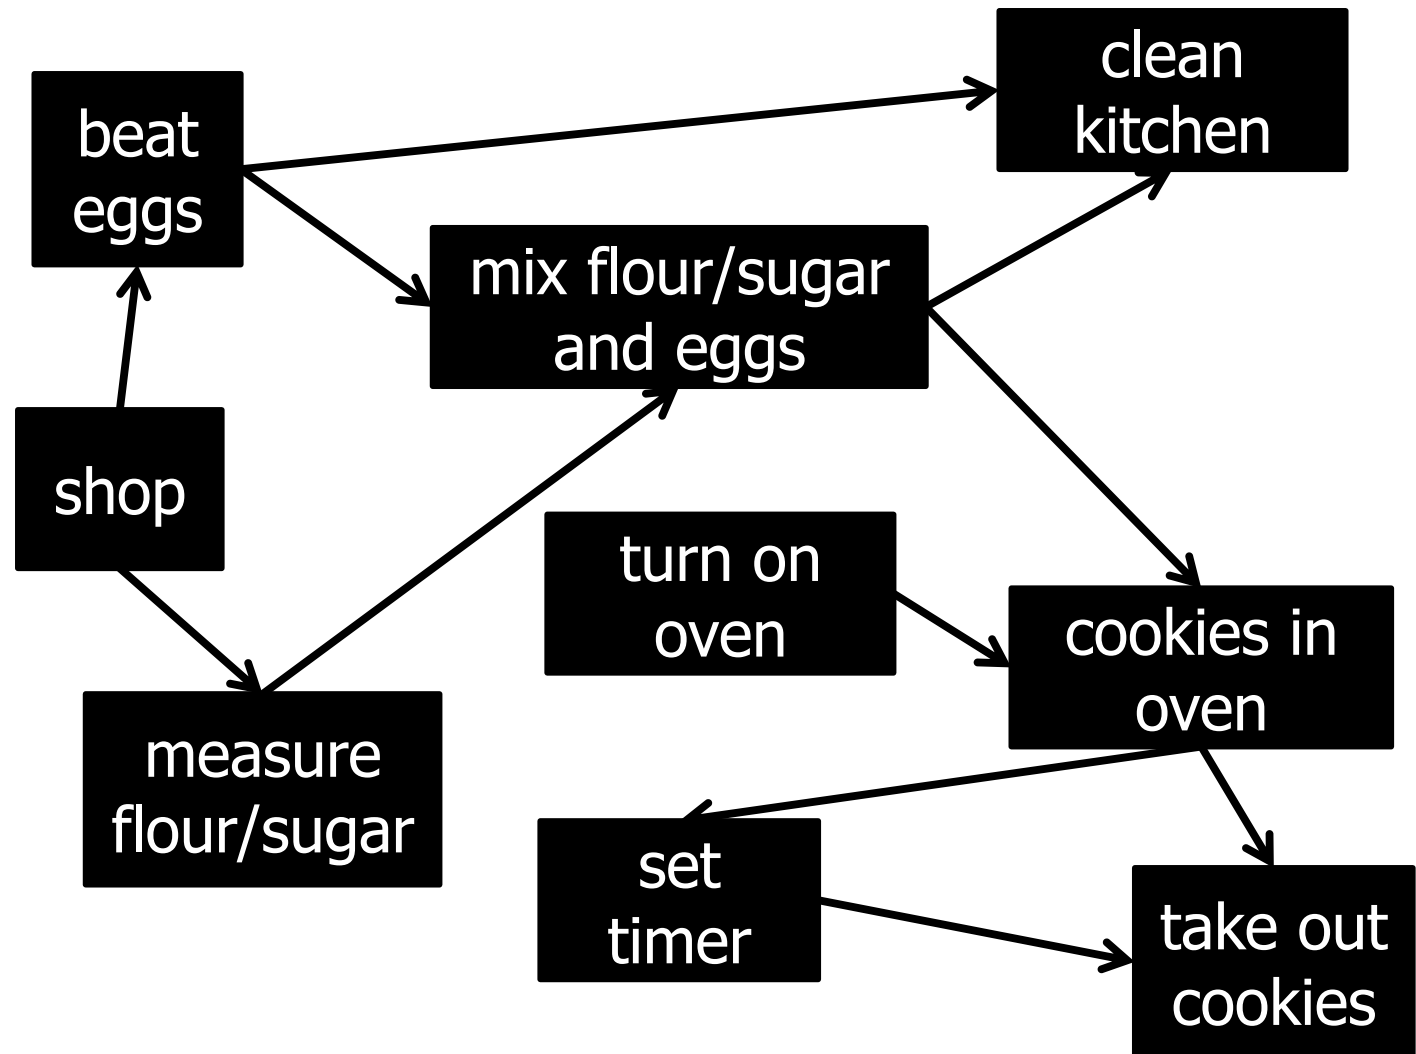 clean
kitchen
beat
eggs
mix flour/sugar
and eggs
shop
turn on
oven
cookies in
oven
measure
flour/sugar
set
timer
take out
cookies